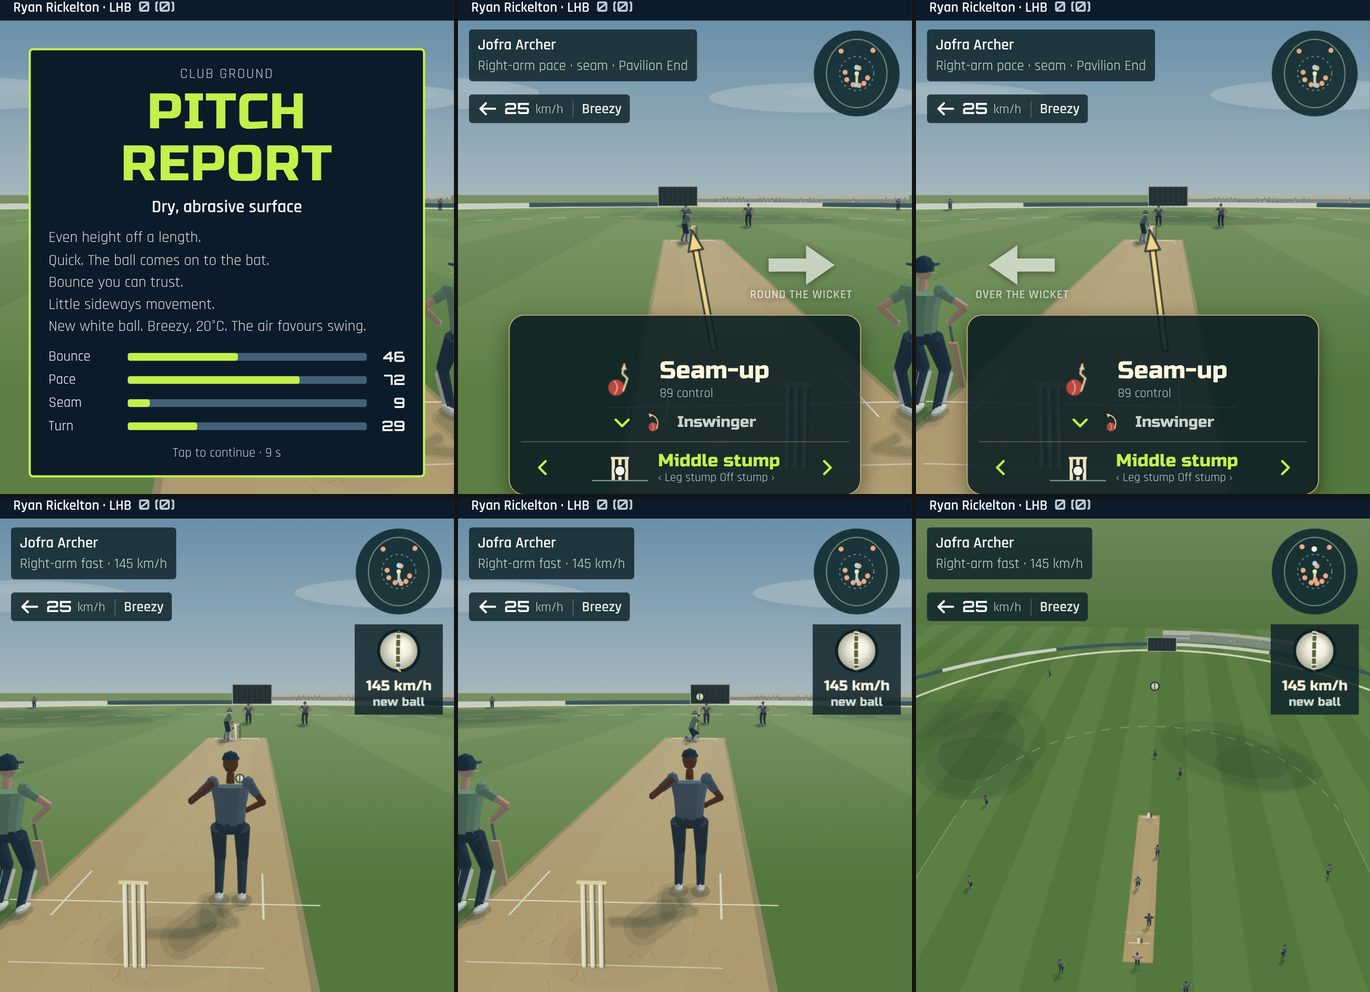 Ryan Rickelton · LHB 0 (0)
CLUB GROUND
PITCH
REPORT
Dry, abrasive surface
Even height off a length.
Quick. The ball comes on to the bat.
Bounce you can trust.
Little sideways movement.
New white ball. Breezy, 20°C. The air favours swing.
Bounce 46
Pace 72
Seam 9
Turn 29
Tap to continue · 9 s
Ryan Rickelton · LHB 0 (0)
Jofra Archer
Right-arm pace · seam · Pavilion End
← 25 km/h | Breezy
ROUND THE WICKET
Seam-up
89 control
Inswinger
Middle stump
‹ Leg stump Off stump ›
Ryan Rickelton · LHB 0 (0)
Jofra Archer
Right-arm pace · seam · Pavilion End
← 25 km/h | Breezy
OVER THE WICKET
Seam-up
89 control
Inswinger
Middle stump
‹ Leg stump Off stump ›
Ryan Rickelton · LHB 0 (0)
Jofra Archer
Right-arm fast · 145 km/h
← 25 km/h | Breezy
145 km/h
new ball
Ryan Rickelton · LHB 0 (0)
Jofra Archer
Right-arm fast · 145 km/h
← 25 km/h | Breezy
145 km/h
new ball
Ryan Rickelton · LHB 0 (0)
Jofra Archer
Right-arm fast · 145 km/h
← 25 km/h | Breezy
145 km/h
new ball